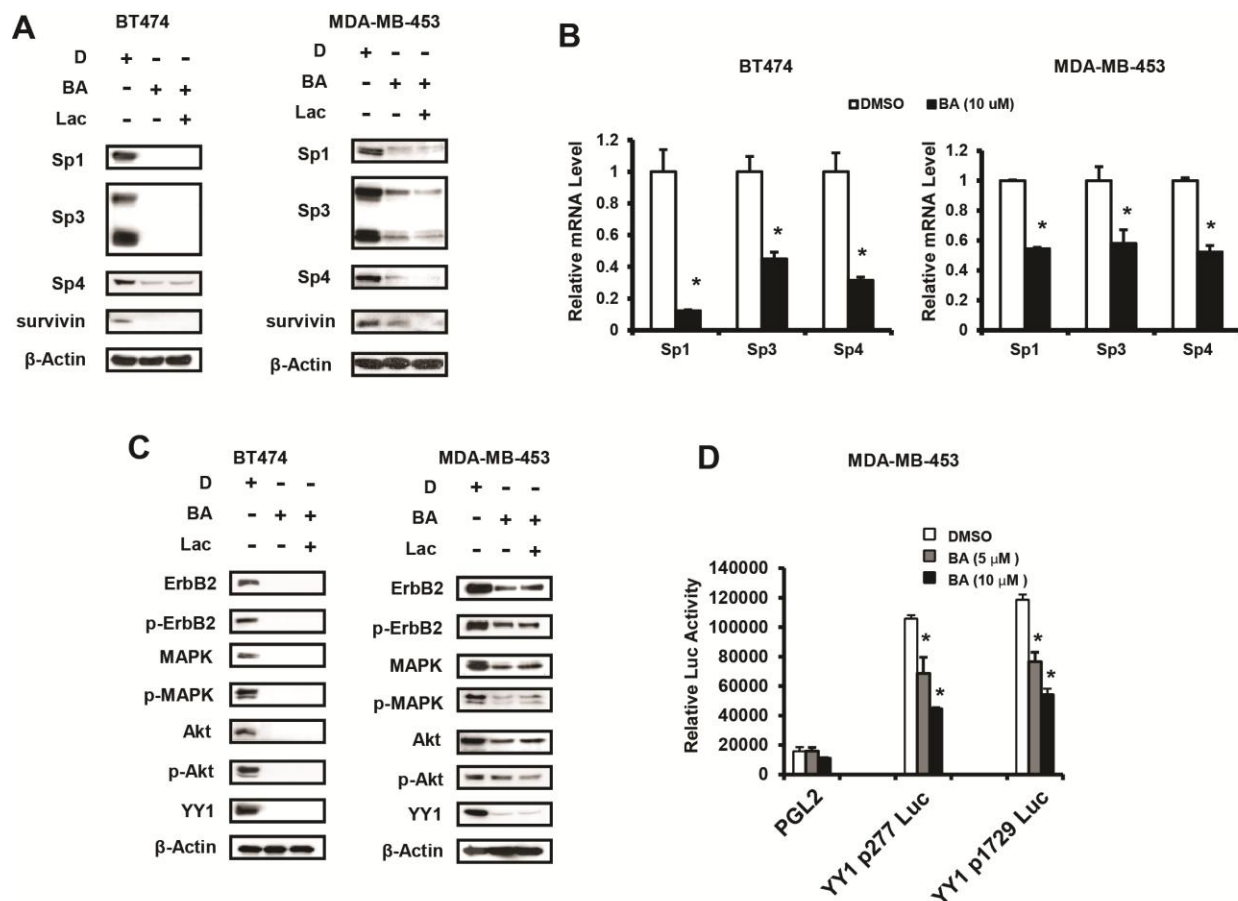 A
BT474
D + - -
BA - + +
Lac - - +
Sp1
Sp3
Sp4
survivin
β-Actin
MDA-MB-453
D + - -
BA - + +
Lac - - +
Sp1
Sp3
Sp4
survivin
β-Actin
B
BT474
MDA-MB-453
DMSO BA (10 uM)
Relative mRNA Level
1.2
1
0.8
0.6
0.4
0.2
0
* * *
Sp1 Sp3 Sp4
Relative mRNA Level
1.2
1
0.8
0.6
0.4
0.2
0
* * *
Sp1 Sp3 Sp4
C
BT474
D + - -
BA - + +
Lac - - +
ErbB2
p-ErbB2
MAPK
p-MAPK
Akt
p-Akt
YY1
β-Actin
MDA-MB-453
D + - -
BA - + +
Lac - - +
ErbB2
p-ErbB2
MAPK
p-MAPK
Akt
p-Akt
YY1
β-Actin
D
MDA-MB-453
DMSO
BA (5 μM )
BA (10 μM )
Relative Luc Activity
140000
120000
100000
80000
60000
40000
20000
0
* * * *
PGL2
YY1 p277 Luc
YY1 p1729 Luc